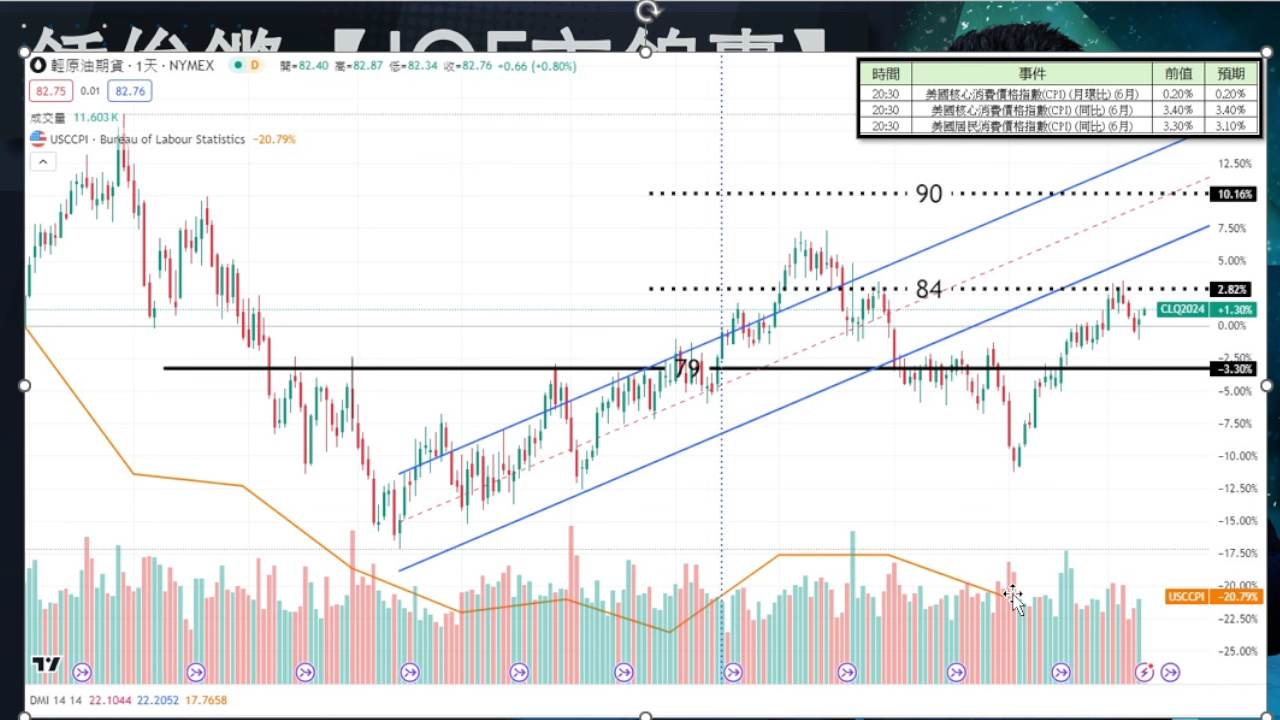 【JOE
輕原油期貨 · 1天 · NYMEX D 開=82.40 高=82.87 低=82.34 收=82.76 +0.66 (+0.80%)
82.75 0.01 82.76
成交量 11.603 K
USCCPI · Bureau of Labour Statistics −20.79%
時間 事件 前值 預期
20:30 美國核心消費價格指數(CPI) (月環比) (6月) 0.20% 0.20%
20:30 美國核心消費價格指數(CPI) (同比) (6月) 3.40% 3.40%
20:30 美國居民消費價格指數(CPI) (同比) (6月) 3.30% 3.10%
12.50%
90 10.16%
7.50%
5.00%
84 2.82%
CLQ2024 +1.30%
0.00%
−2.50%
79 −3.30%
−5.00%
−7.50%
−10.00%
−12.50%
−15.00%
−17.50%
−20.00%
USCCPI −20.79%
−22.50%
−25.00%
DMI 14 14 22.1044 22.2052 17.7658